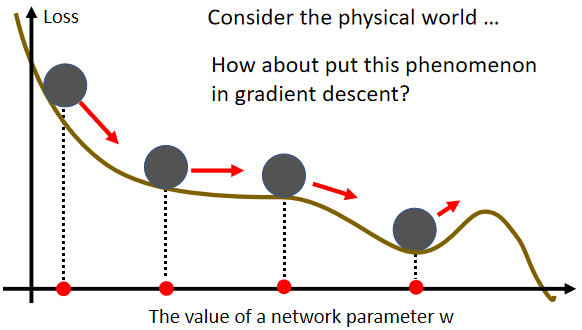 Loss
Consider the physical world …
How about put this phenomenon
in gradient descent?
The value of a network parameter w